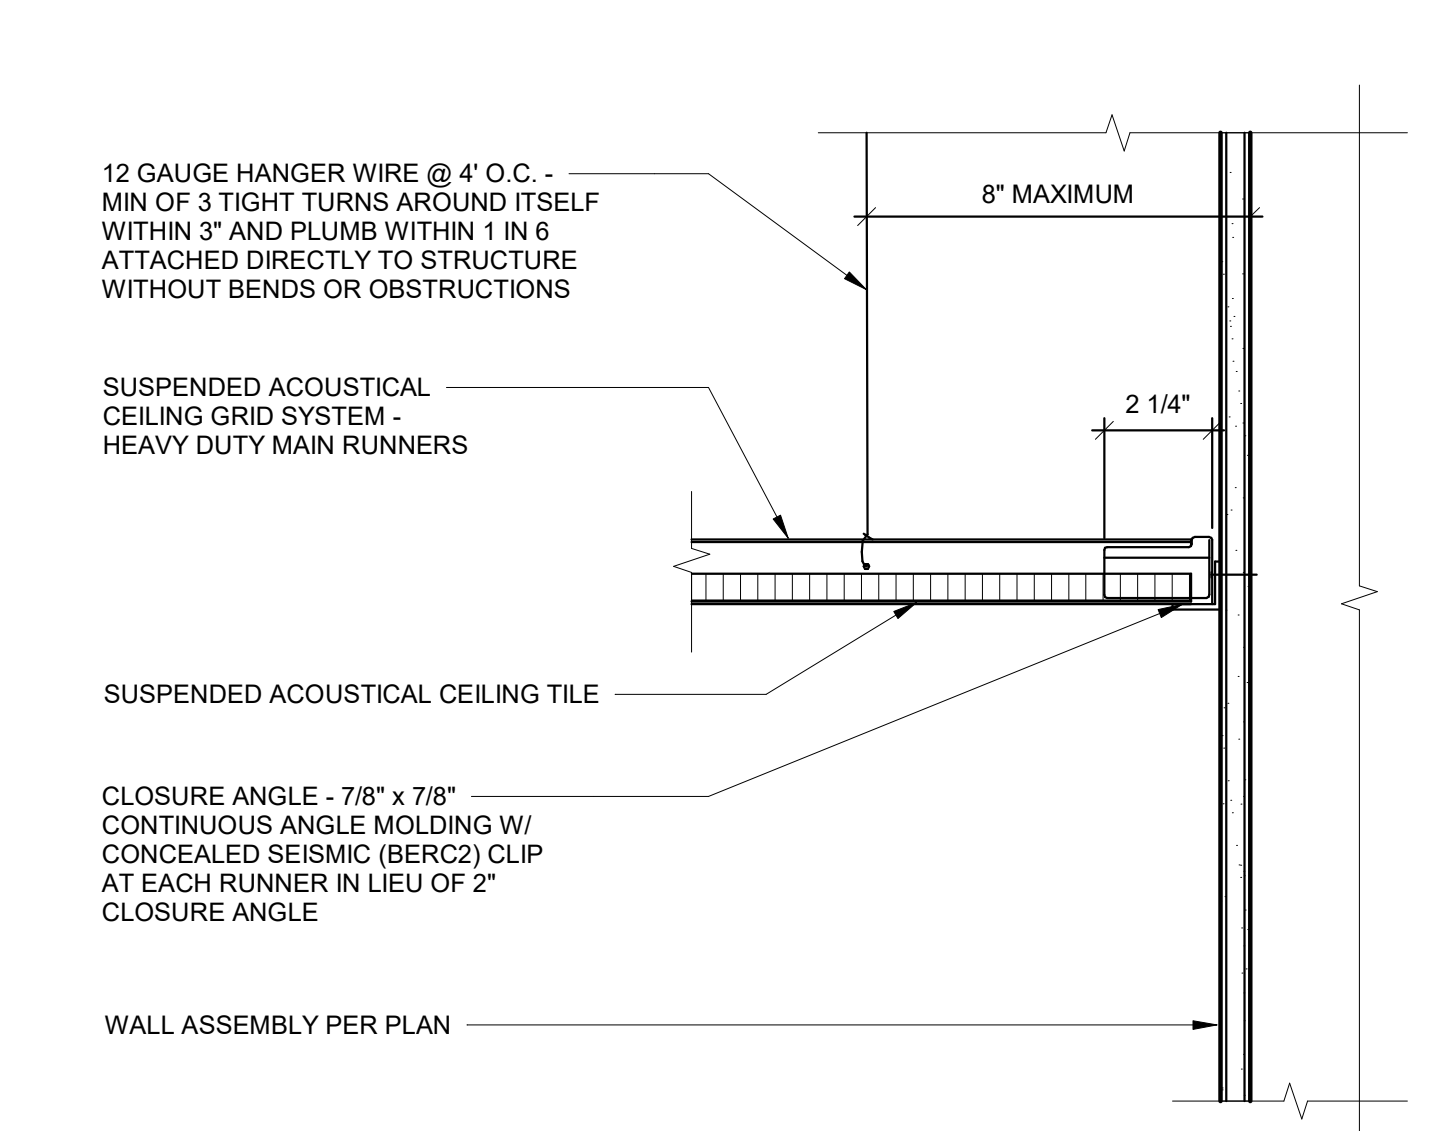 12 GAUGE HANGER WIRE @ 4' O.C. -
MIN OF 3 TIGHT TURNS AROUND ITSELF
WITHIN 3" AND PLUMB WITHIN 1 IN 6
ATTACHED DIRECTLY TO STRUCTURE
WITHOUT BENDS OR OBSTRUCTIONS
8" MAXIMUM
SUSPENDED ACOUSTICAL
CEILING GRID SYSTEM -
HEAVY DUTY MAIN RUNNERS
2 1/4"
SUSPENDED ACOUSTICAL CEILING TILE
CLOSURE ANGLE - 7/8" x 7/8"
CONTINUOUS ANGLE MOLDING W/
CONCEALED SEISMIC (BERC2) CLIP
AT EACH RUNNER IN LIEU OF 2"
CLOSURE ANGLE
WALL ASSEMBLY PER PLAN